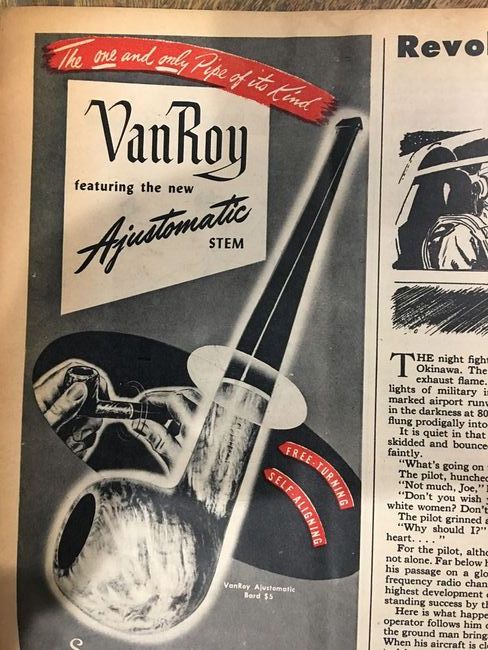 The one and only Pipe of its Kind
VanRoy
featuring the new
Ajustomatic
STEM
FREE-TURNING
SELF-ALIGNING
VanRoy Ajustomatic
Bard $5
S
Revol
THE night figh
Okinawa. The
exhaust flame.
lights of military i
marked airport runw
in the darkness at 80
flung prodigally into
It is quiet in that
skidded and bounce
faintly.
"What's going on
The pilot, hunched
"Not much, Joe,"
"Don't you wish y
white women? Don't
The pilot grinned a
"Why should I?"
heart. . . ."
For the pilot, altho
not alone. Far below h
his passage on a glo
frequency radio chan
highest development o
standing success by th
Here is what happe
operator follows him o
the ground man bring
When his aircraft is cl